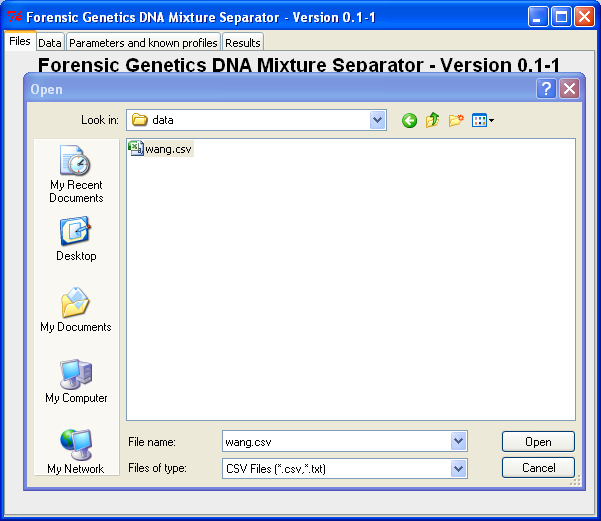 Forensic Genetics DNA Mixture Separator - Version 0.1-1
Files Data Parameters and known profiles Results
Forensic Genetics DNA Mixture Separator - Version 0.1-1
Open
Look in: data
wang.csv
My Recent
Documents
Desktop
My Documents
My Computer
My Network
File name: wang.csv Open
Files of type: CSV Files (*.csv,*.txt) Cancel